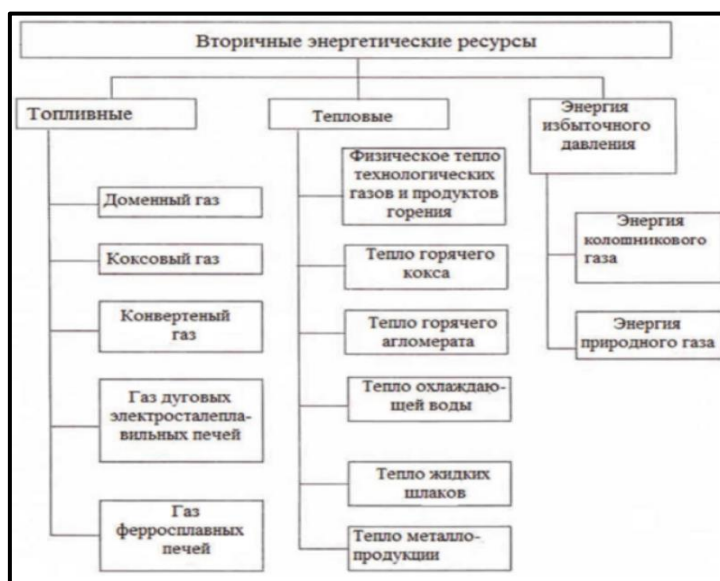 Вторичные энергетические ресурсы
Топливные
Доменный газ
Коксовый газ
Конвертеный
газ
Газ дуговых
электросталепла-
вильных печей
Газ
ферросплавных
печей
Тепловые
Физическое тепло
технологических
газов и продуктов
горения
Тепло горячего
кокса
Тепло горячего
агломерата
Тепло охлаждаю-
щей воды
Тепло жидких
шлаков
Тепло металло-
продукции
Энергия
избыточного
давления
Энергия
колошникового
газа
Энергия
природного газа